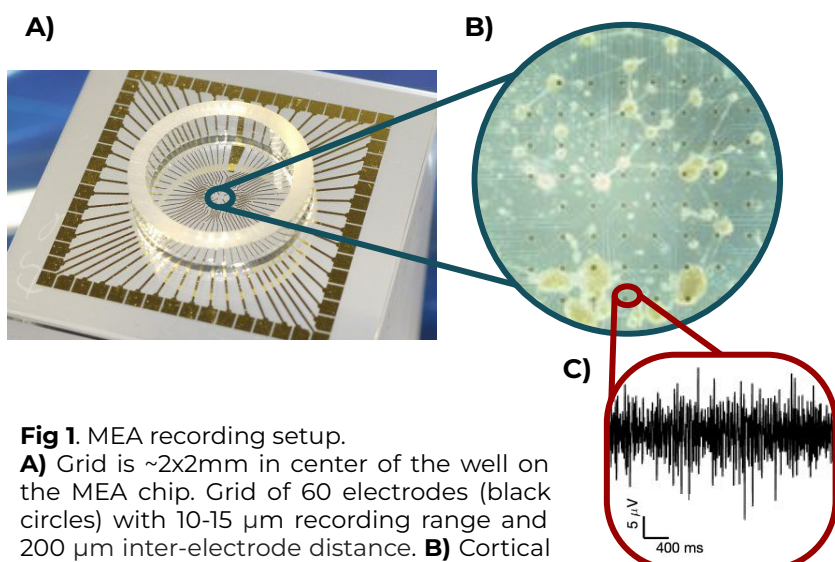 A)
B)
C)
5 µV
400 ms
Fig 1. MEA recording setup.
A) Grid is ~2x2mm in center of the well on
the MEA chip. Grid of 60 electrodes (black
circles) with 10-15 µm recording range and
200 µm inter-electrode distance. B) Cortical